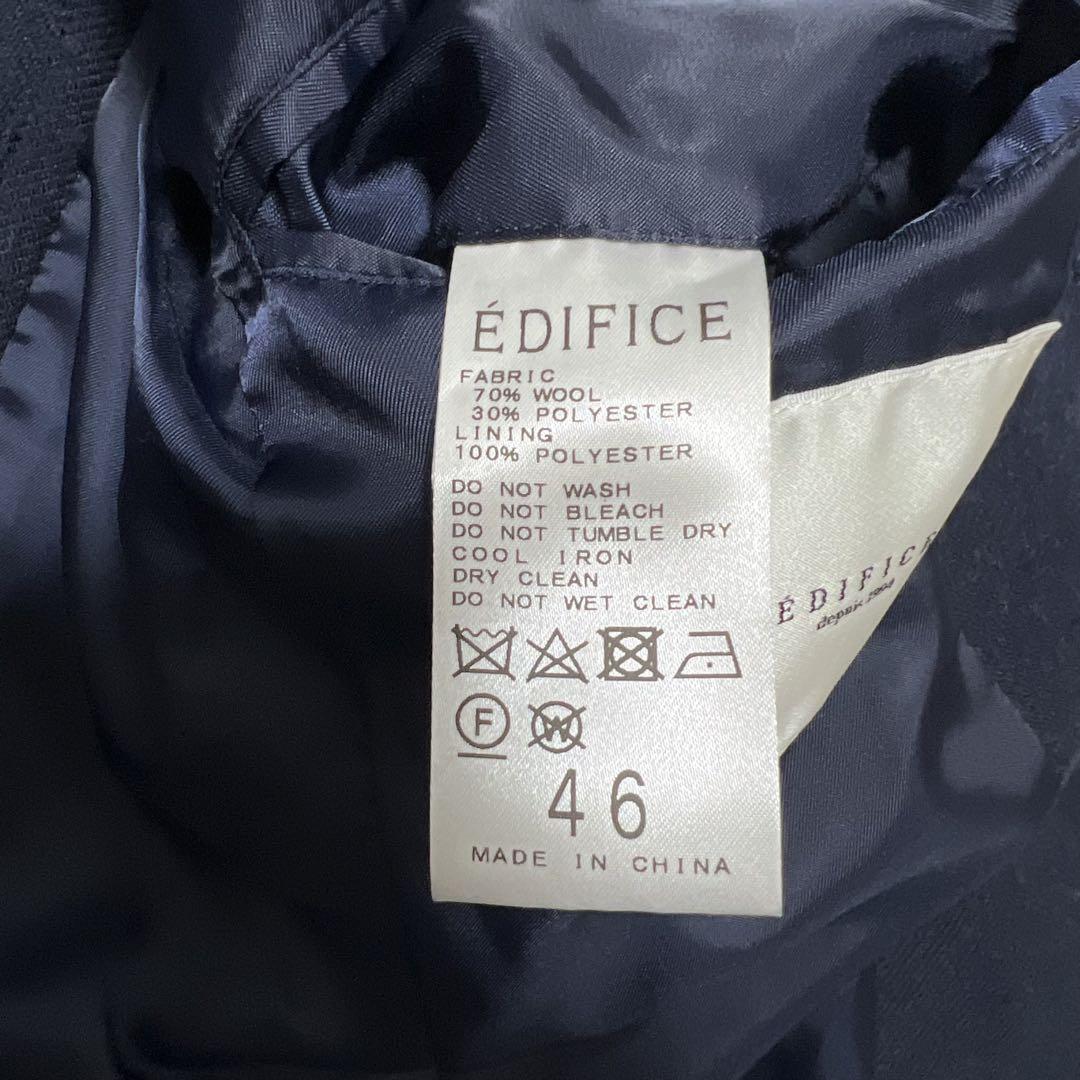 ÉDIFICE
FABRIC
70% WOOL
30% POLYESTER
LINING
100% POLYESTER
DO NOT WASH
DO NOT BLEACH
DO NOT TUMBLE DRY
COOL IRON
DRY CLEAN
DO NOT WET CLEAN
F
W
46
MADE IN CHINA
ÉDIFICE
depuis